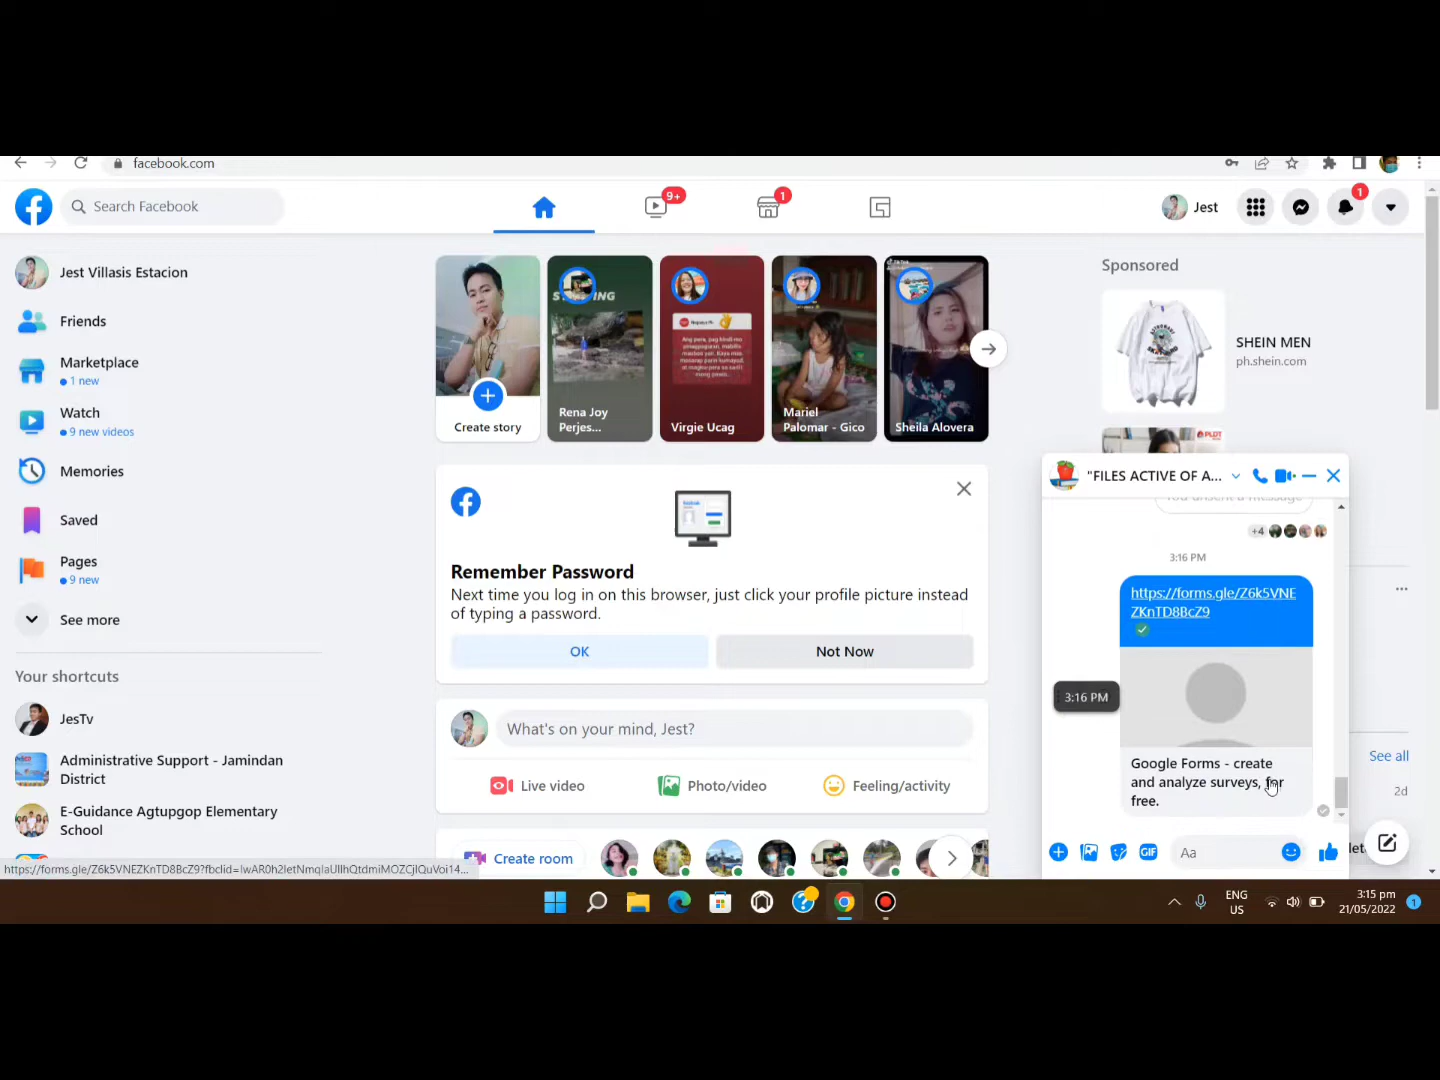 facebook.com
Search Facebook
9+
1
Jest
1
Jest Villasis Estacion
Friends
Marketplace
1 new
Watch
9 new videos
Memories
Saved
Pages
9 new
See more
Your shortcuts
JesTv
Administrative Support - Jamindan
District
E-Guidance Agtupgop Elementary
School
https://forms.gle/Z6k5VNEZKnTD8BcZ9?fbclid=
Create story
Rena Joy
Perjes...
Virgie Ucag
Mariel
Palomar - Gico
Sheila Alovera
Remember Password
Next time you log in on this browser, just click your profile picture instead
of typing a password.
OK
Not Now
What's on your mind, Jest?
Live video
Photo/video
Feeling/activity
Create room
Sponsored
SHEIN MEN
ph.shein.com
PLDT
"FILES ACTIVE OF A...
You unsent a message
+4
3:16 PM
https://forms.gle/Z6k5VNE
ZKnTD8BcZ9
3:16 PM
Google Forms - create
and analyze surveys, for
free.
See all
2d
GIF
Aa
ENG
US
3:15 pm
21/05/2022
1